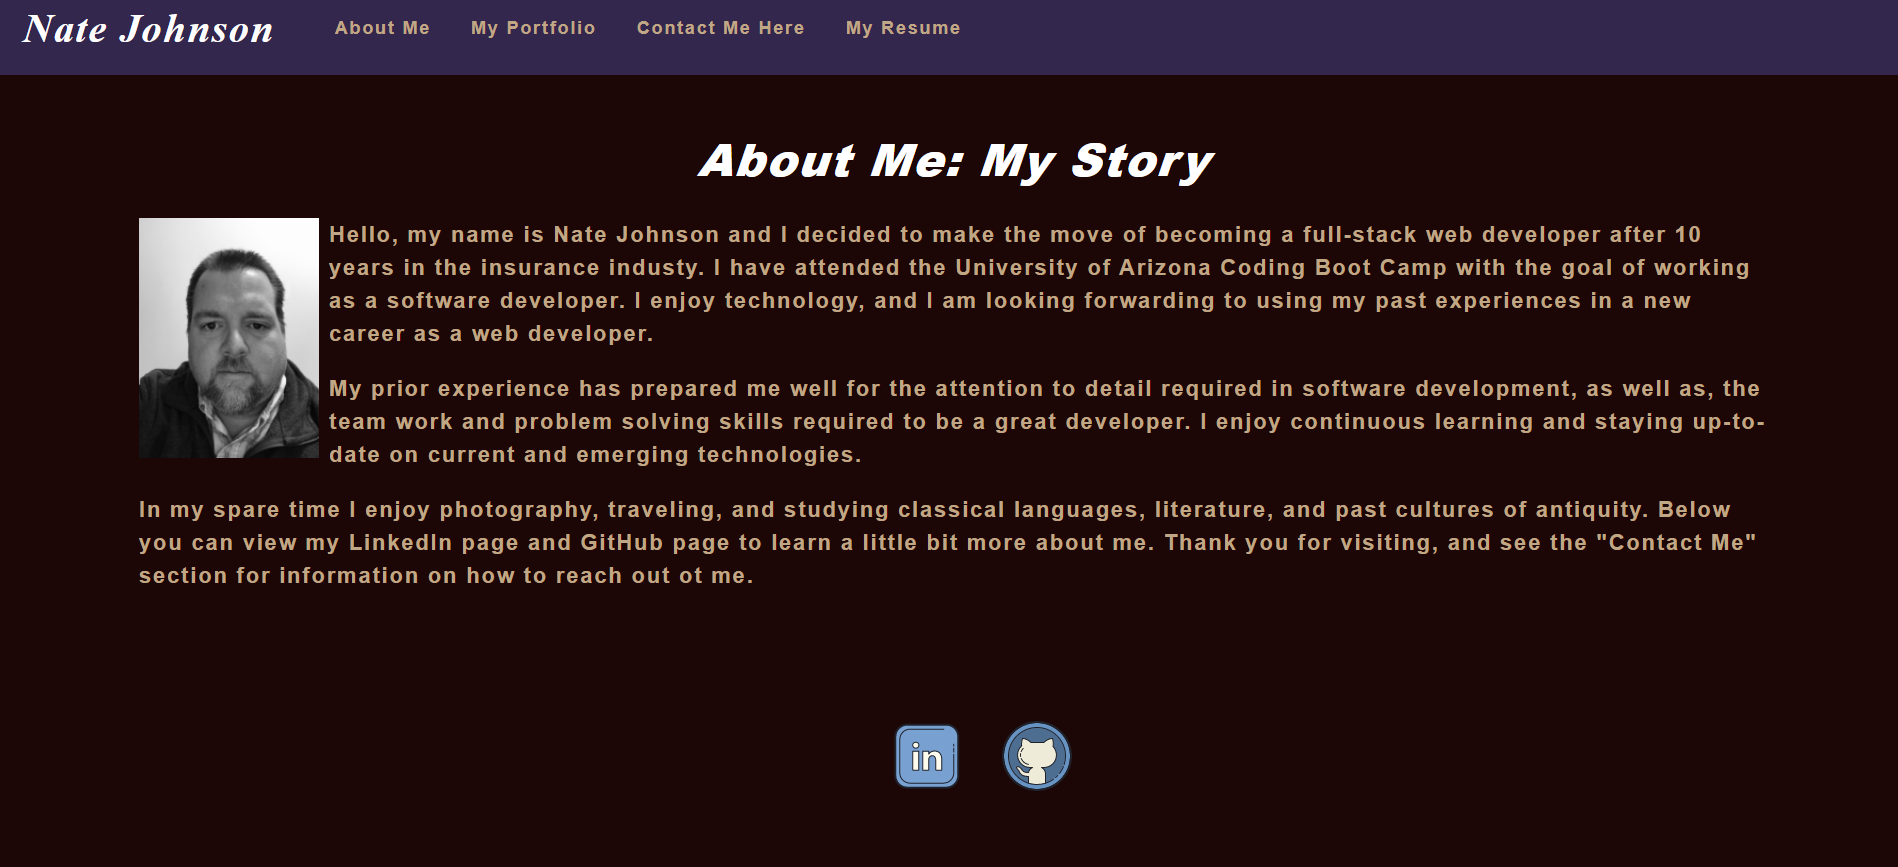 Nate Johnson
About Me
My Portfolio
Contact Me Here
My Resume
About Me: My Story
Hello, my name is Nate Johnson and I decided to make the move of becoming a full-stack web developer after 10
years in the insurance industy. I have attended the University of Arizona Coding Boot Camp with the goal of working
as a software developer. I enjoy technology, and I am looking forwarding to using my past experiences in a new
career as a web developer.
My prior experience has prepared me well for the attention to detail required in software development, as well as, the
team work and problem solving skills required to be a great developer. I enjoy continuous learning and staying up-to-
date on current and emerging technologies.
In my spare time I enjoy photography, traveling, and studying classical languages, literature, and past cultures of antiquity. Below
you can view my LinkedIn page and GitHub page to learn a little bit more about me. Thank you for visiting, and see the "Contact Me"
section for information on how to reach out ot me.
in